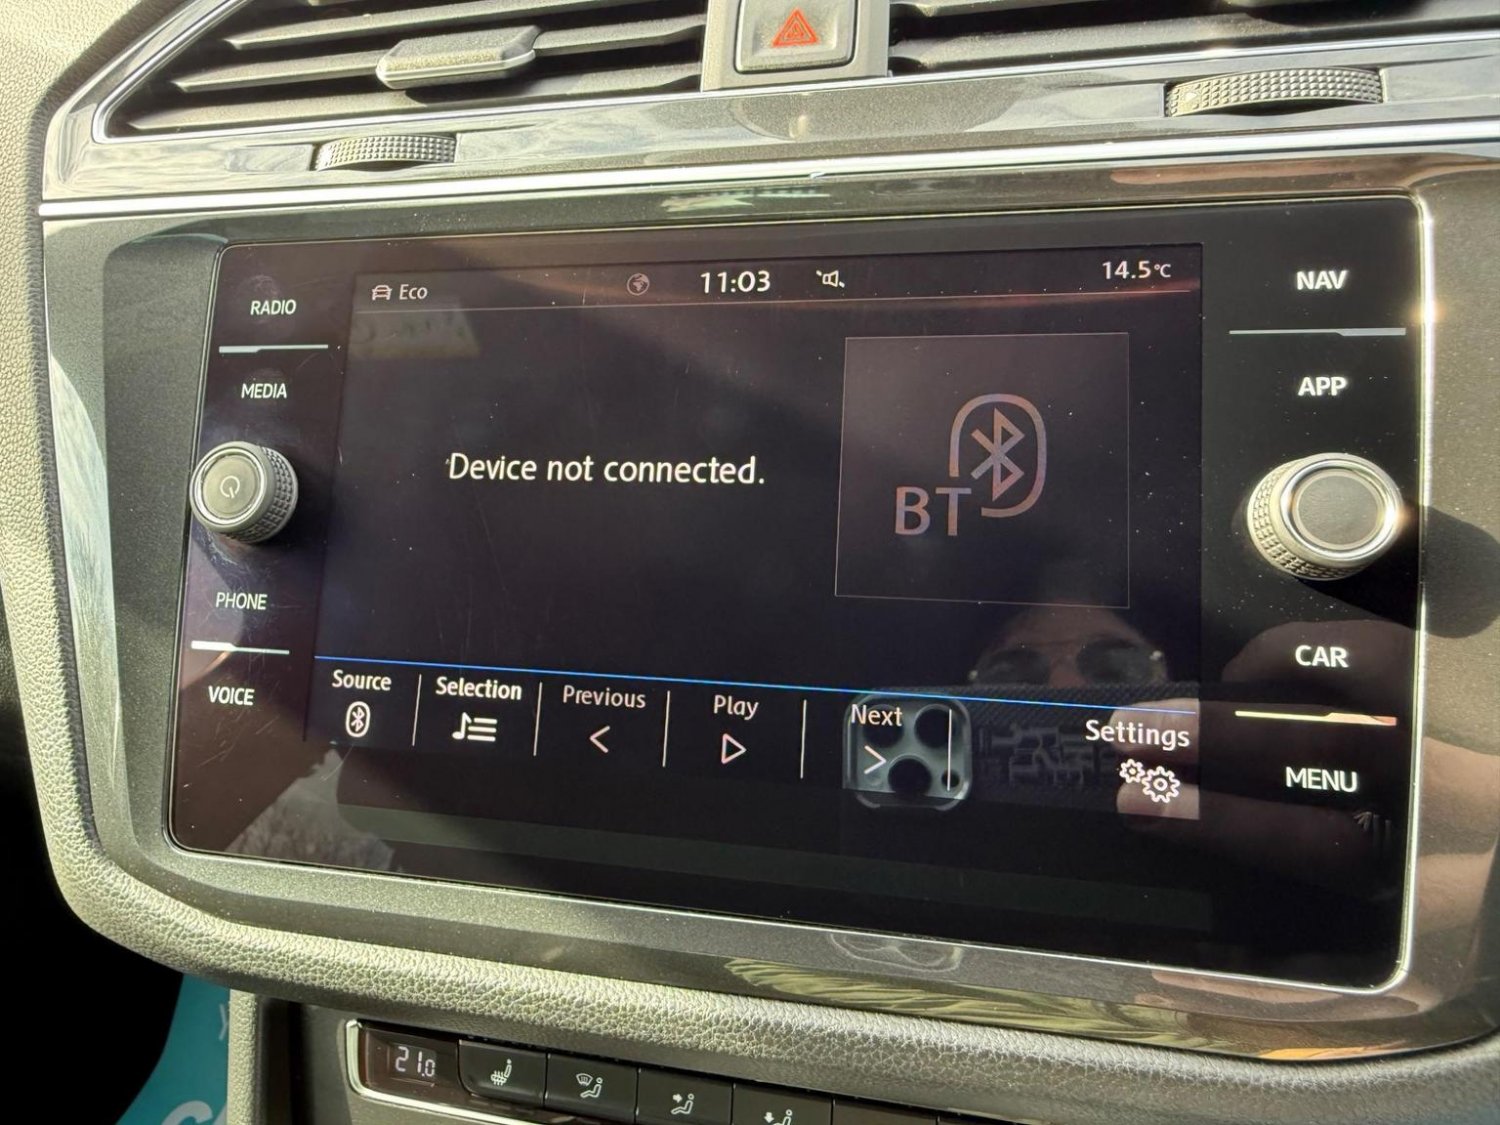 Eco 11:03 14.5°C
RADIO
MEDIA
PHONE
VOICE
Device not connected.
BT
Source
Selection
Previous
Play
Next
Settings
NAV
APP
CAR
MENU
21.0